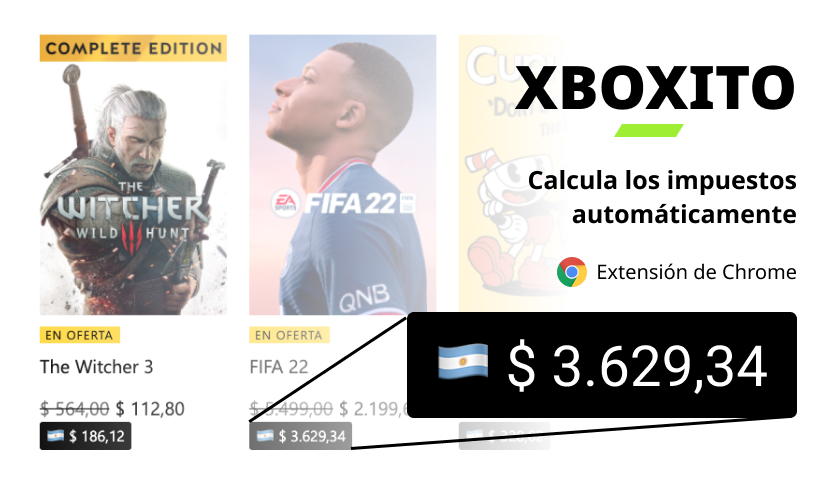 COMPLETE EDITION
THE
WITCHER
WILD HUNT
EN OFERTA
The Witcher 3
$ 564,00 $ 112,80
$ 186,12
EA
SPORTS
FIFA 22
QNB
EN OFERTA
FIFA 22
$ 5.499,00 $ 2.199,
$ 3.629,34
XBOXITO
Calcula los impuestos
automáticamente
Extensión de Chrome
$ 3.629,34